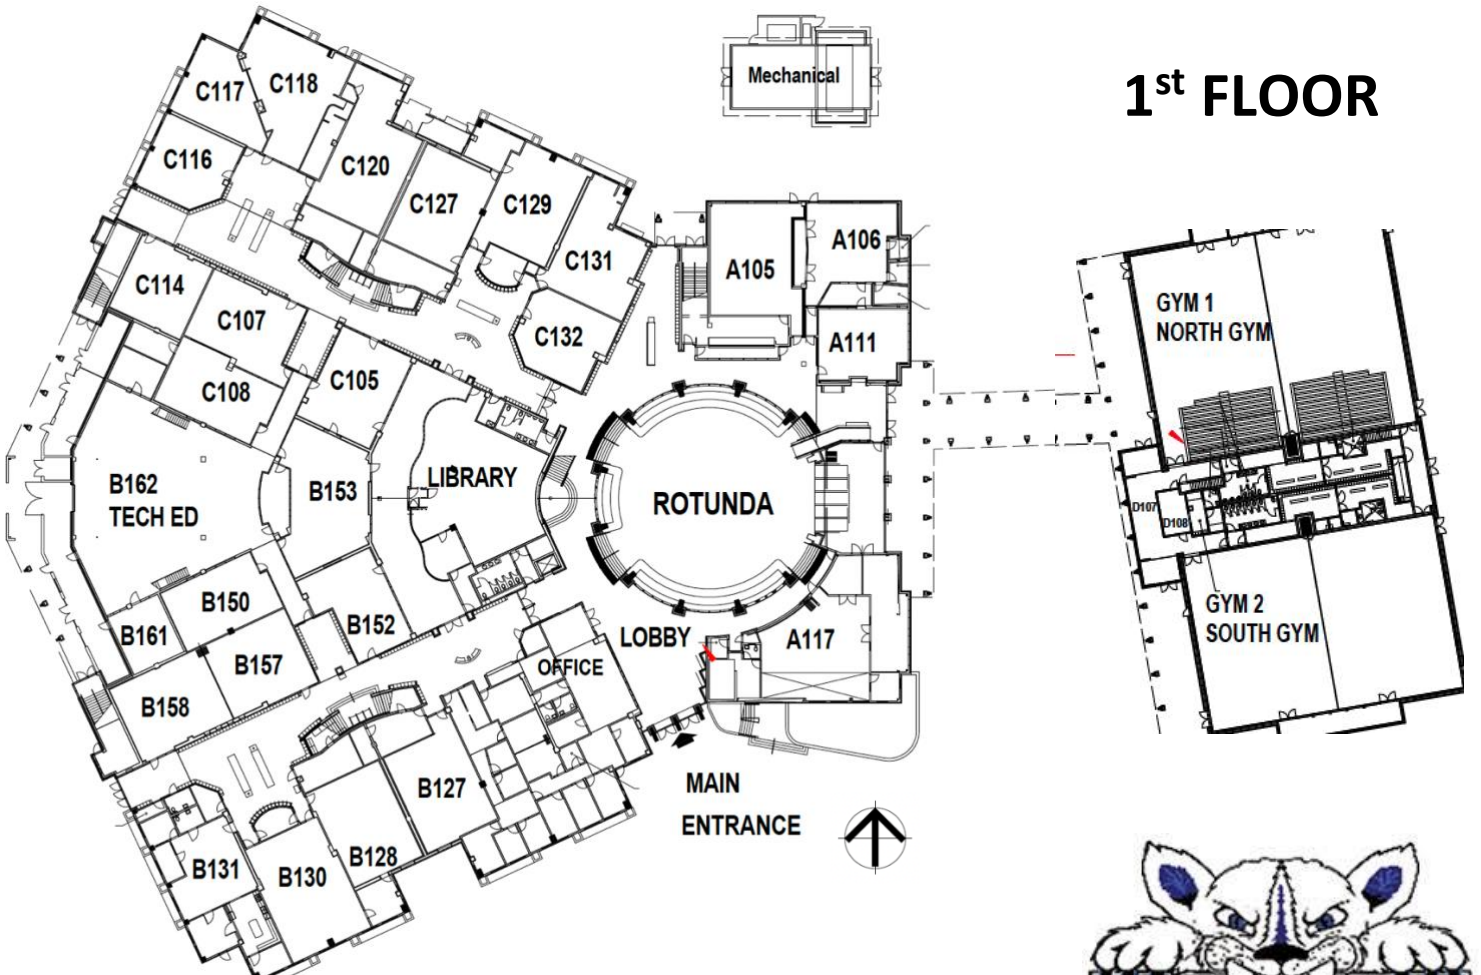 1st FLOOR
Mechanical
C118
C117
C116
C120
C127
C129
C131
C132
C114
C107
C108
C105
A105
A106
A111
GYM 1
NORTH GYM
B162
TECH ED
B153
LIBRARY
ROTUNDA
D107
D108
GYM 2
SOUTH GYM
B150
B161
B152
B157
B158
LOBBY
A117
OFFICE
B127
B128
B131
B130
MAIN
ENTRANCE